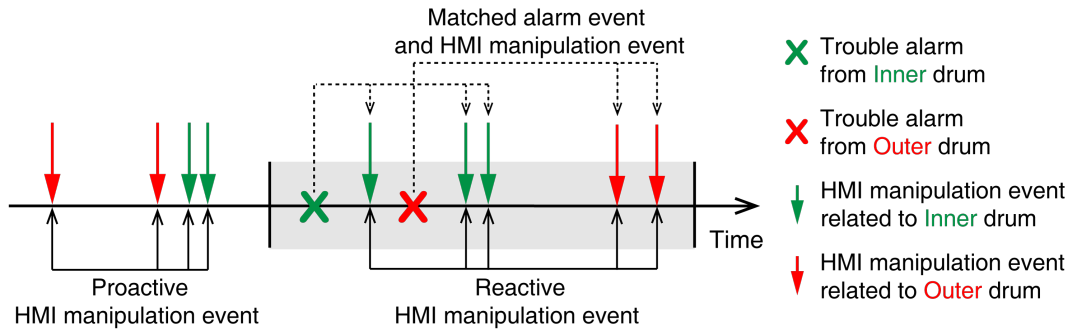 Matched alarm event
and HMI manipulation event
Time
Proactive
HMI manipulation event
Reactive
HMI manipulation event
Trouble alarm
from Inner drum
Trouble alarm
from Outer drum
HMI manipulation event
related to Inner drum
HMI manipulation event
related to Outer drum